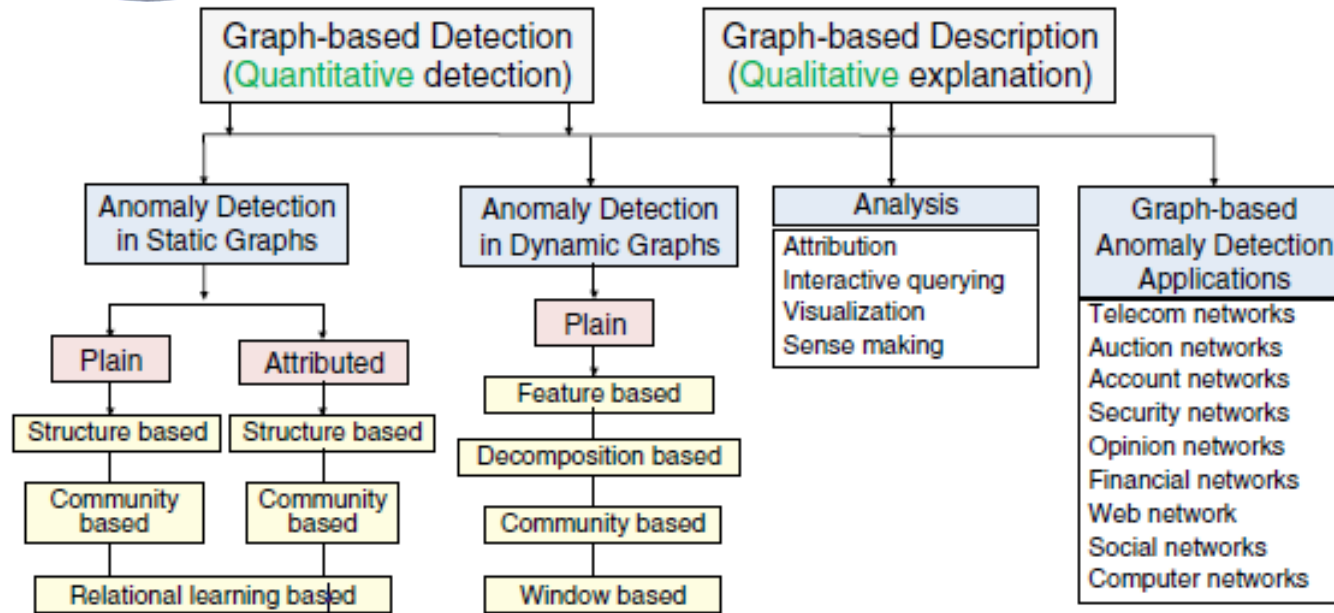 Graph-based Detection
(Quantitative detection)
Graph-based Description
(Qualitative explanation)
Anomaly Detection
in Static Graphs
Anomaly Detection
in Dynamic Graphs
Analysis
Attribution
Interactive querying
Visualization
Sense making
Graph-based
Anomaly Detection
Applications
Telecom networks
Auction networks
Account networks
Security networks
Opinion networks
Financial networks
Web network
Social networks
Computer networks
Plain
Attributed
Structure based
Structure based
Community
based
Community
based
Relational learning based
Plain
Feature based
Decomposition based
Community based
Window based